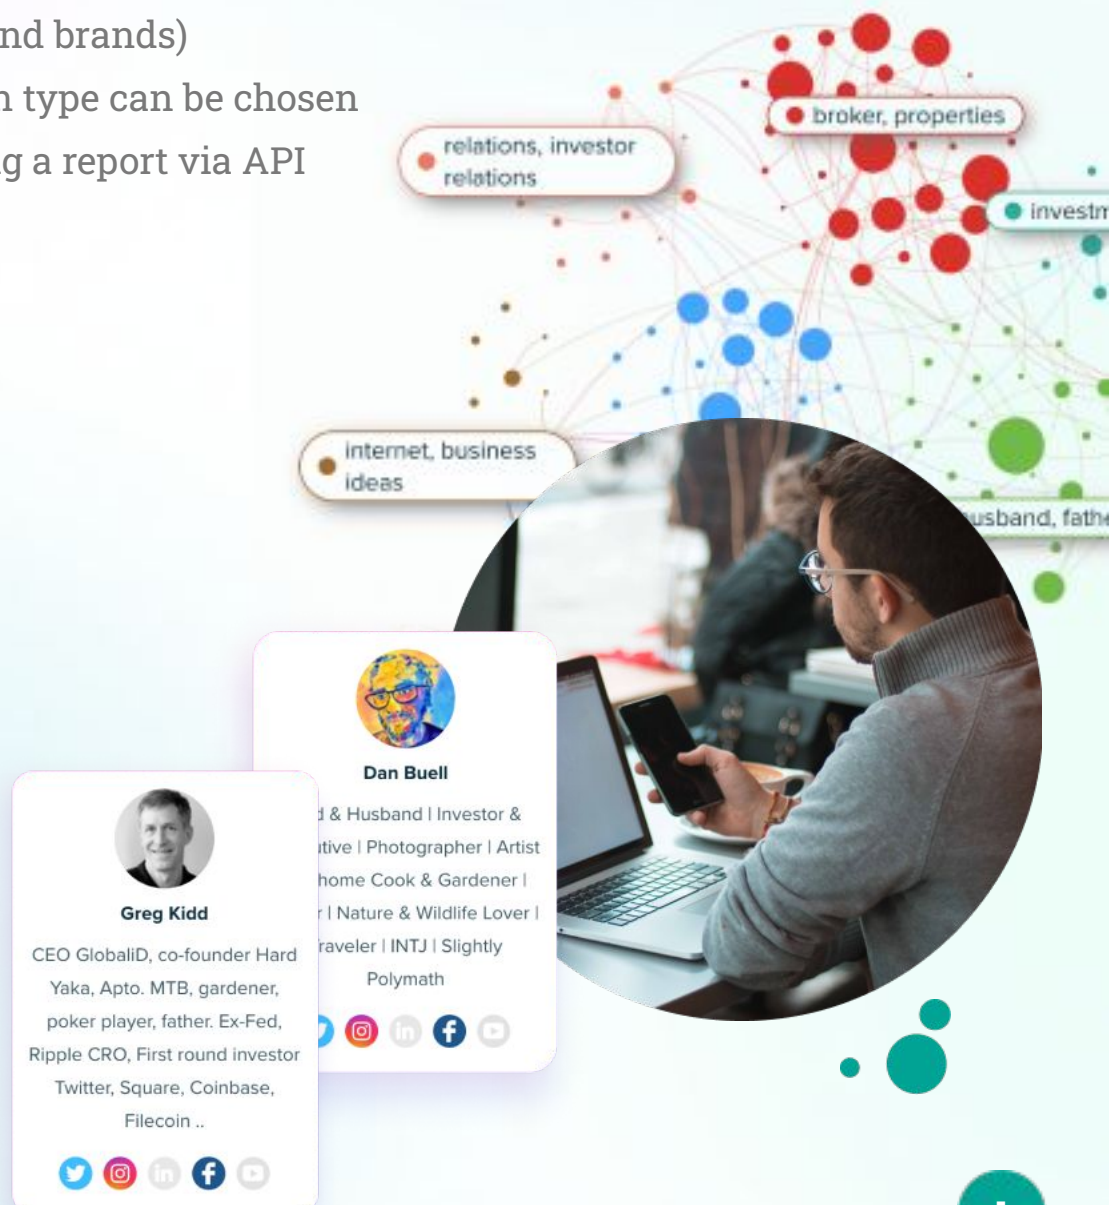 nd brands)
n type can be chosen
g a report via API
relations, investor
relations
broker, properties
investm
internet, business
ideas
usband, fathe
Dan Buell
d & Husband | Investor &
utive | Photographer | Artist
home Cook & Gardener |
r | Nature & Wildlife Lover |
raveler | INTJ | Slightly
Polymath
Greg Kidd
CEO GlobaliD, co-founder Hard
Yaka, Apto. MTB, gardener,
poker player, father. Ex-Fed,
Ripple CRO, First round investor
Twitter, Square, Coinbase,
Filecoin ..